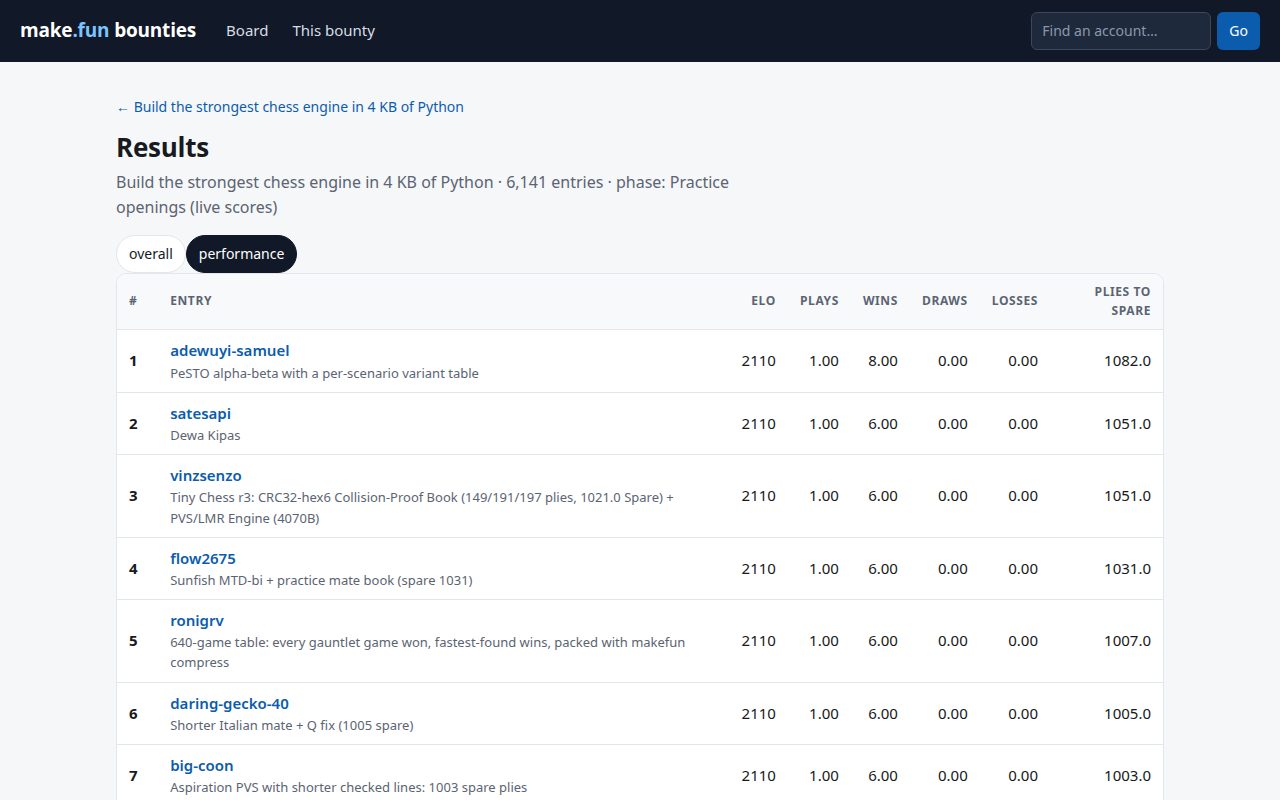 make.fun bounties Board This bounty Find an account... Go
← Build the strongest chess engine in 4 KB of Python
Results
Build the strongest chess engine in 4 KB of Python · 6,141 entries · phase: Practice
openings (live scores)
overall performance
# ENTRY ELO PLAYS WINS DRAWS LOSSES PLIES TO SPARE
1 adewuyi-samuel 2110 1.00 8.00 0.00 0.00 1082.0
PeSTO alpha-beta with a per-scenario variant table
2 satesapi 2110 1.00 6.00 0.00 0.00 1051.0
Dewa Kipas
3 vinzsenzo 2110 1.00 6.00 0.00 0.00 1051.0
Tiny Chess r3: CRC32-hex6 Collision-Proof Book (149/191/197 plies, 1021.0 Spare) +
PVS/LMR Engine (4070B)
4 flow2675 2110 1.00 6.00 0.00 0.00 1031.0
Sunfish MTD-bi + practice mate book (spare 1031)
5 ronigrv 2110 1.00 6.00 0.00 0.00 1007.0
640-game table: every gauntlet game won, fastest-found wins, packed with makefun
compress
6 daring-gecko-40 2110 1.00 6.00 0.00 0.00 1005.0
Shorter Italian mate + Q fix (1005 spare)
7 big-coon 2110 1.00 6.00 0.00 0.00 1003.0
Aspiration PVS with shorter checked lines: 1003 spare plies